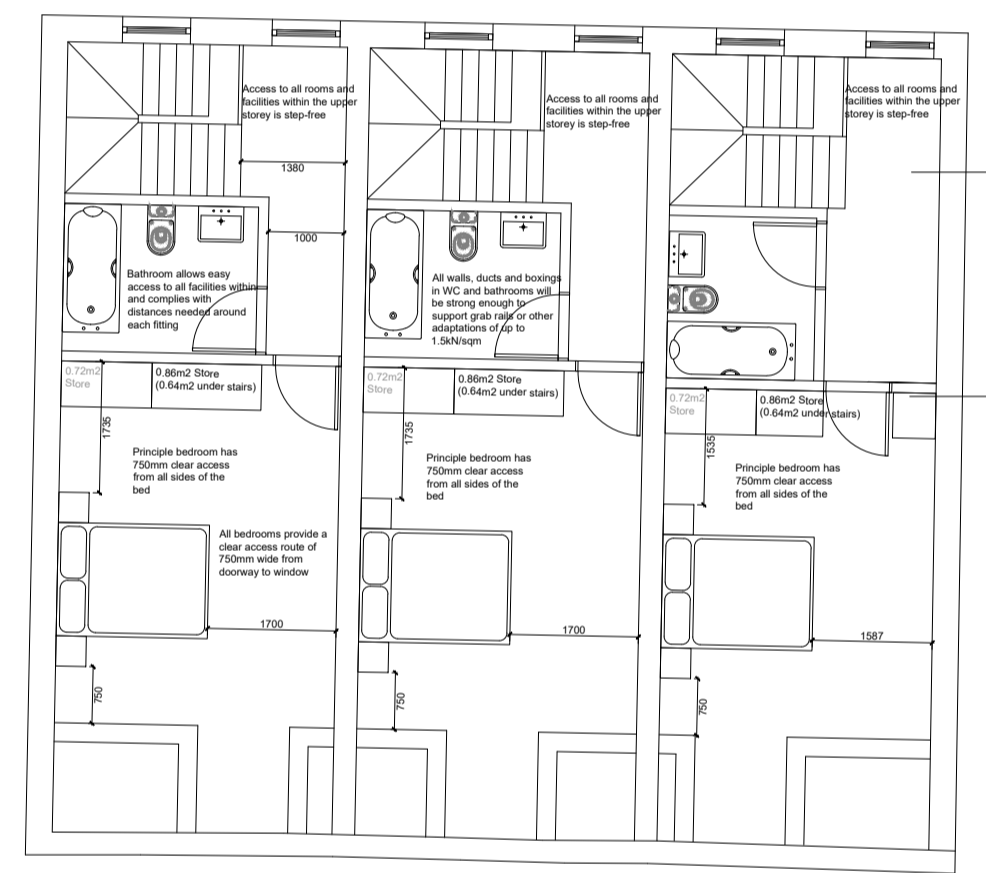 Access to all rooms and
facilities within the upper
storey is step-free
Access to all rooms and
facilities within the upper
storey is step-free
Access to all rooms and
facilities within the upper
storey is step-free
1380
1000
Bathroom allows easy
access to all facilities within
and complies with
distances needed around
each fitting
All walls, ducts and boxings
in WC and bathrooms will
be strong enough to
support grab rails or other
adaptations of up to
1.5kN/sqm
0.72m2
Store
0.86m2 Store
(0.64m2 under stairs)
0.72m2
Store
0.86m2 Store
(0.64m2 under stairs)
0.72m2
Store
0.86m2 Store
(0.64m2 under stairs)
1735
1735
1535
Principle bedroom has
750mm clear access
from all sides of the
bed
Principle bedroom has
750mm clear access
from all sides of the
bed
Principle bedroom has
750mm clear access
from all sides of the
bed
All bedrooms provide a
clear access route of
750mm wide from
doorway to window
1700
1700
1587
750
750
750